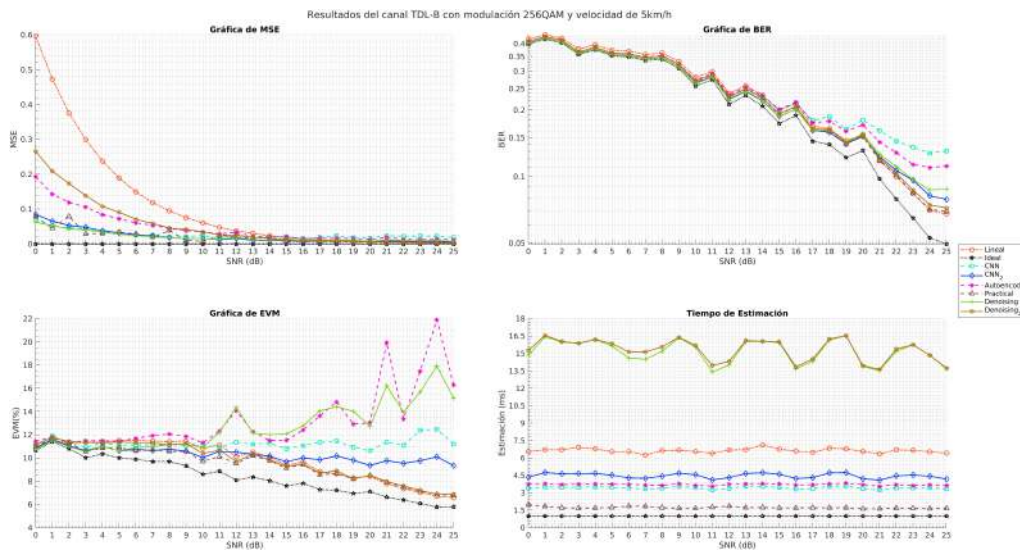 Resultados del canal TDL-B con modulación 256QAM y velocidad de 5km/h
Gráfica de MSE
0.6
0.5
0.4
0.3
0.2
0.1
0
MSE
0 1 2 3 4 5 6 7 8 9 10 11 12 13 14 15 16 17 18 19 20 21 22 23 24 25
SNR (dB)
Gráfica de BER
0.4
0.35
0.3
0.25
0.2
0.15
0.1
0.05
BER
0 1 2 3 4 5 6 7 8 9 10 11 12 13 14 15 16 17 18 19 20 21 22 23 24 25
SNR (dB)
Lineal
Ideal
CNN
CNN2
Autoencod
Practical
Denoising
Denoising2
Gráfica de EVM
22
20
18
16
14
12
10
8
6
4
EVM(%)
0 1 2 3 4 5 6 7 8 9 10 11 12 13 14 15 16 17 18 19 20 21 22 23 24 25
SNR (dB)
Tiempo de Estimación
18
16.5
15
13.5
12
10.5
9
7.5
6
4.5
3
1.5
0
Estimación (ms)
0 1 2 3 4 5 6 7 8 9 10 11 12 13 14 15 16 17 18 19 20 21 22 23 24 25
SNR (dB)